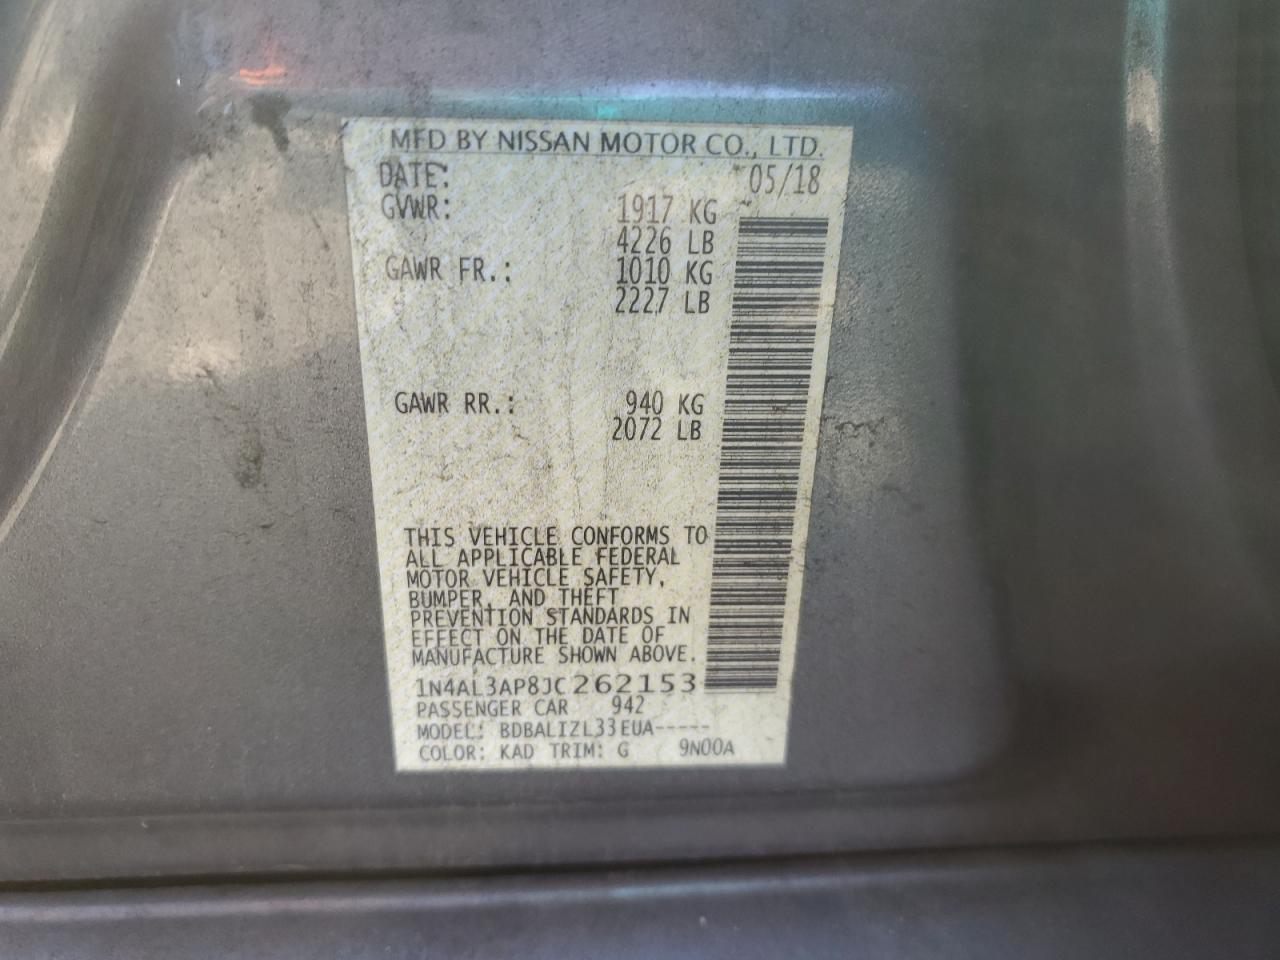 MFD BY NISSAN MOTOR CO., LTD.
DATE: 05/18
GVWR: 1917 KG
4226 LB
GAWR FR.: 1010 KG
2227 LB
GAWR RR.: 940 KG
2072 LB
THIS VEHICLE CONFORMS TO
ALL APPLICABLE FEDERAL
MOTOR VEHICLE SAFETY,
BUMPER, AND THEFT
PREVENTION STANDARDS IN
EFFECT ON THE DATE OF
MANUFACTURE SHOWN ABOVE.
1N4AL3AP8JC262153
PASSENGER CAR 942
MODEL: BDBALIZL33EUA-----
COLOR: KAD TRIM: G 9N00A